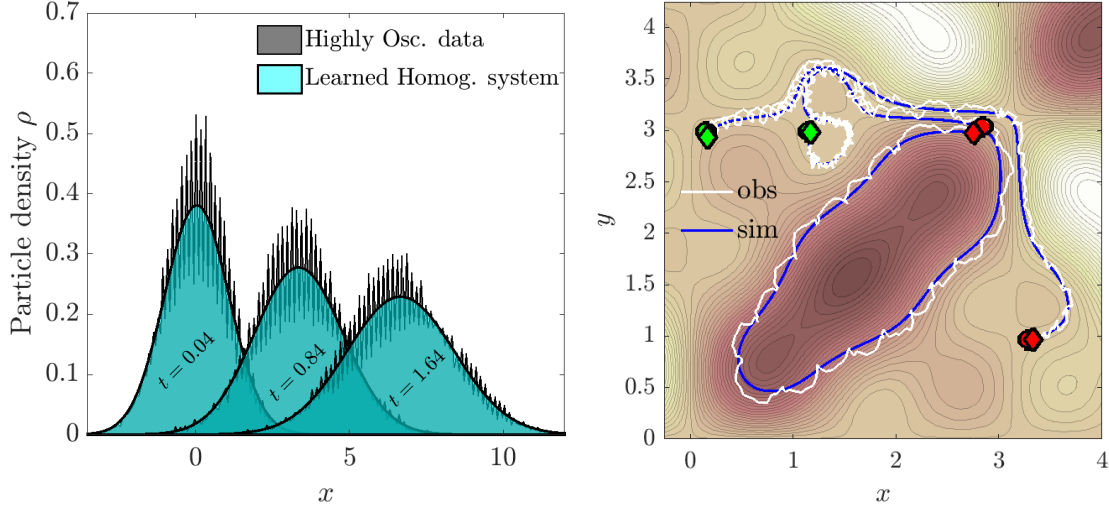 Highly Osc. data
Learned Homog. system
Particle density ρ
0.7
0.6
0.5
0.4
0.3
0.2
0.1
0
t = 0.04
t = 0.84
t = 1.64
0
5
10
x
4
3.5
3
2.5
2
1.5
1
0.5
0
y
obs
sim
0
1
2
3
4
x